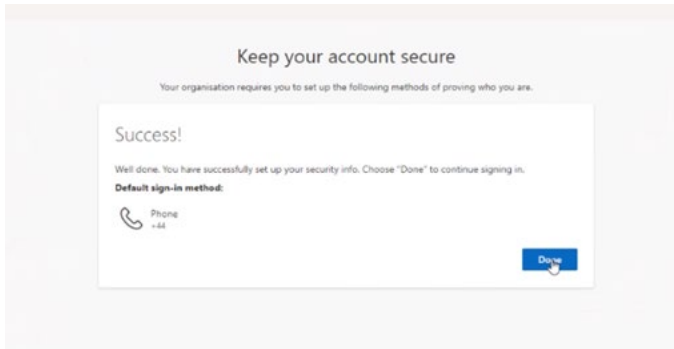 Keep your account secure
Your organisation requires you to set up the following methods of proving who you are.
Success!
Well done. You have successfully set up your security info. Choose "Done" to continue signing in.
Default sign-in method:
Phone
+44
Done